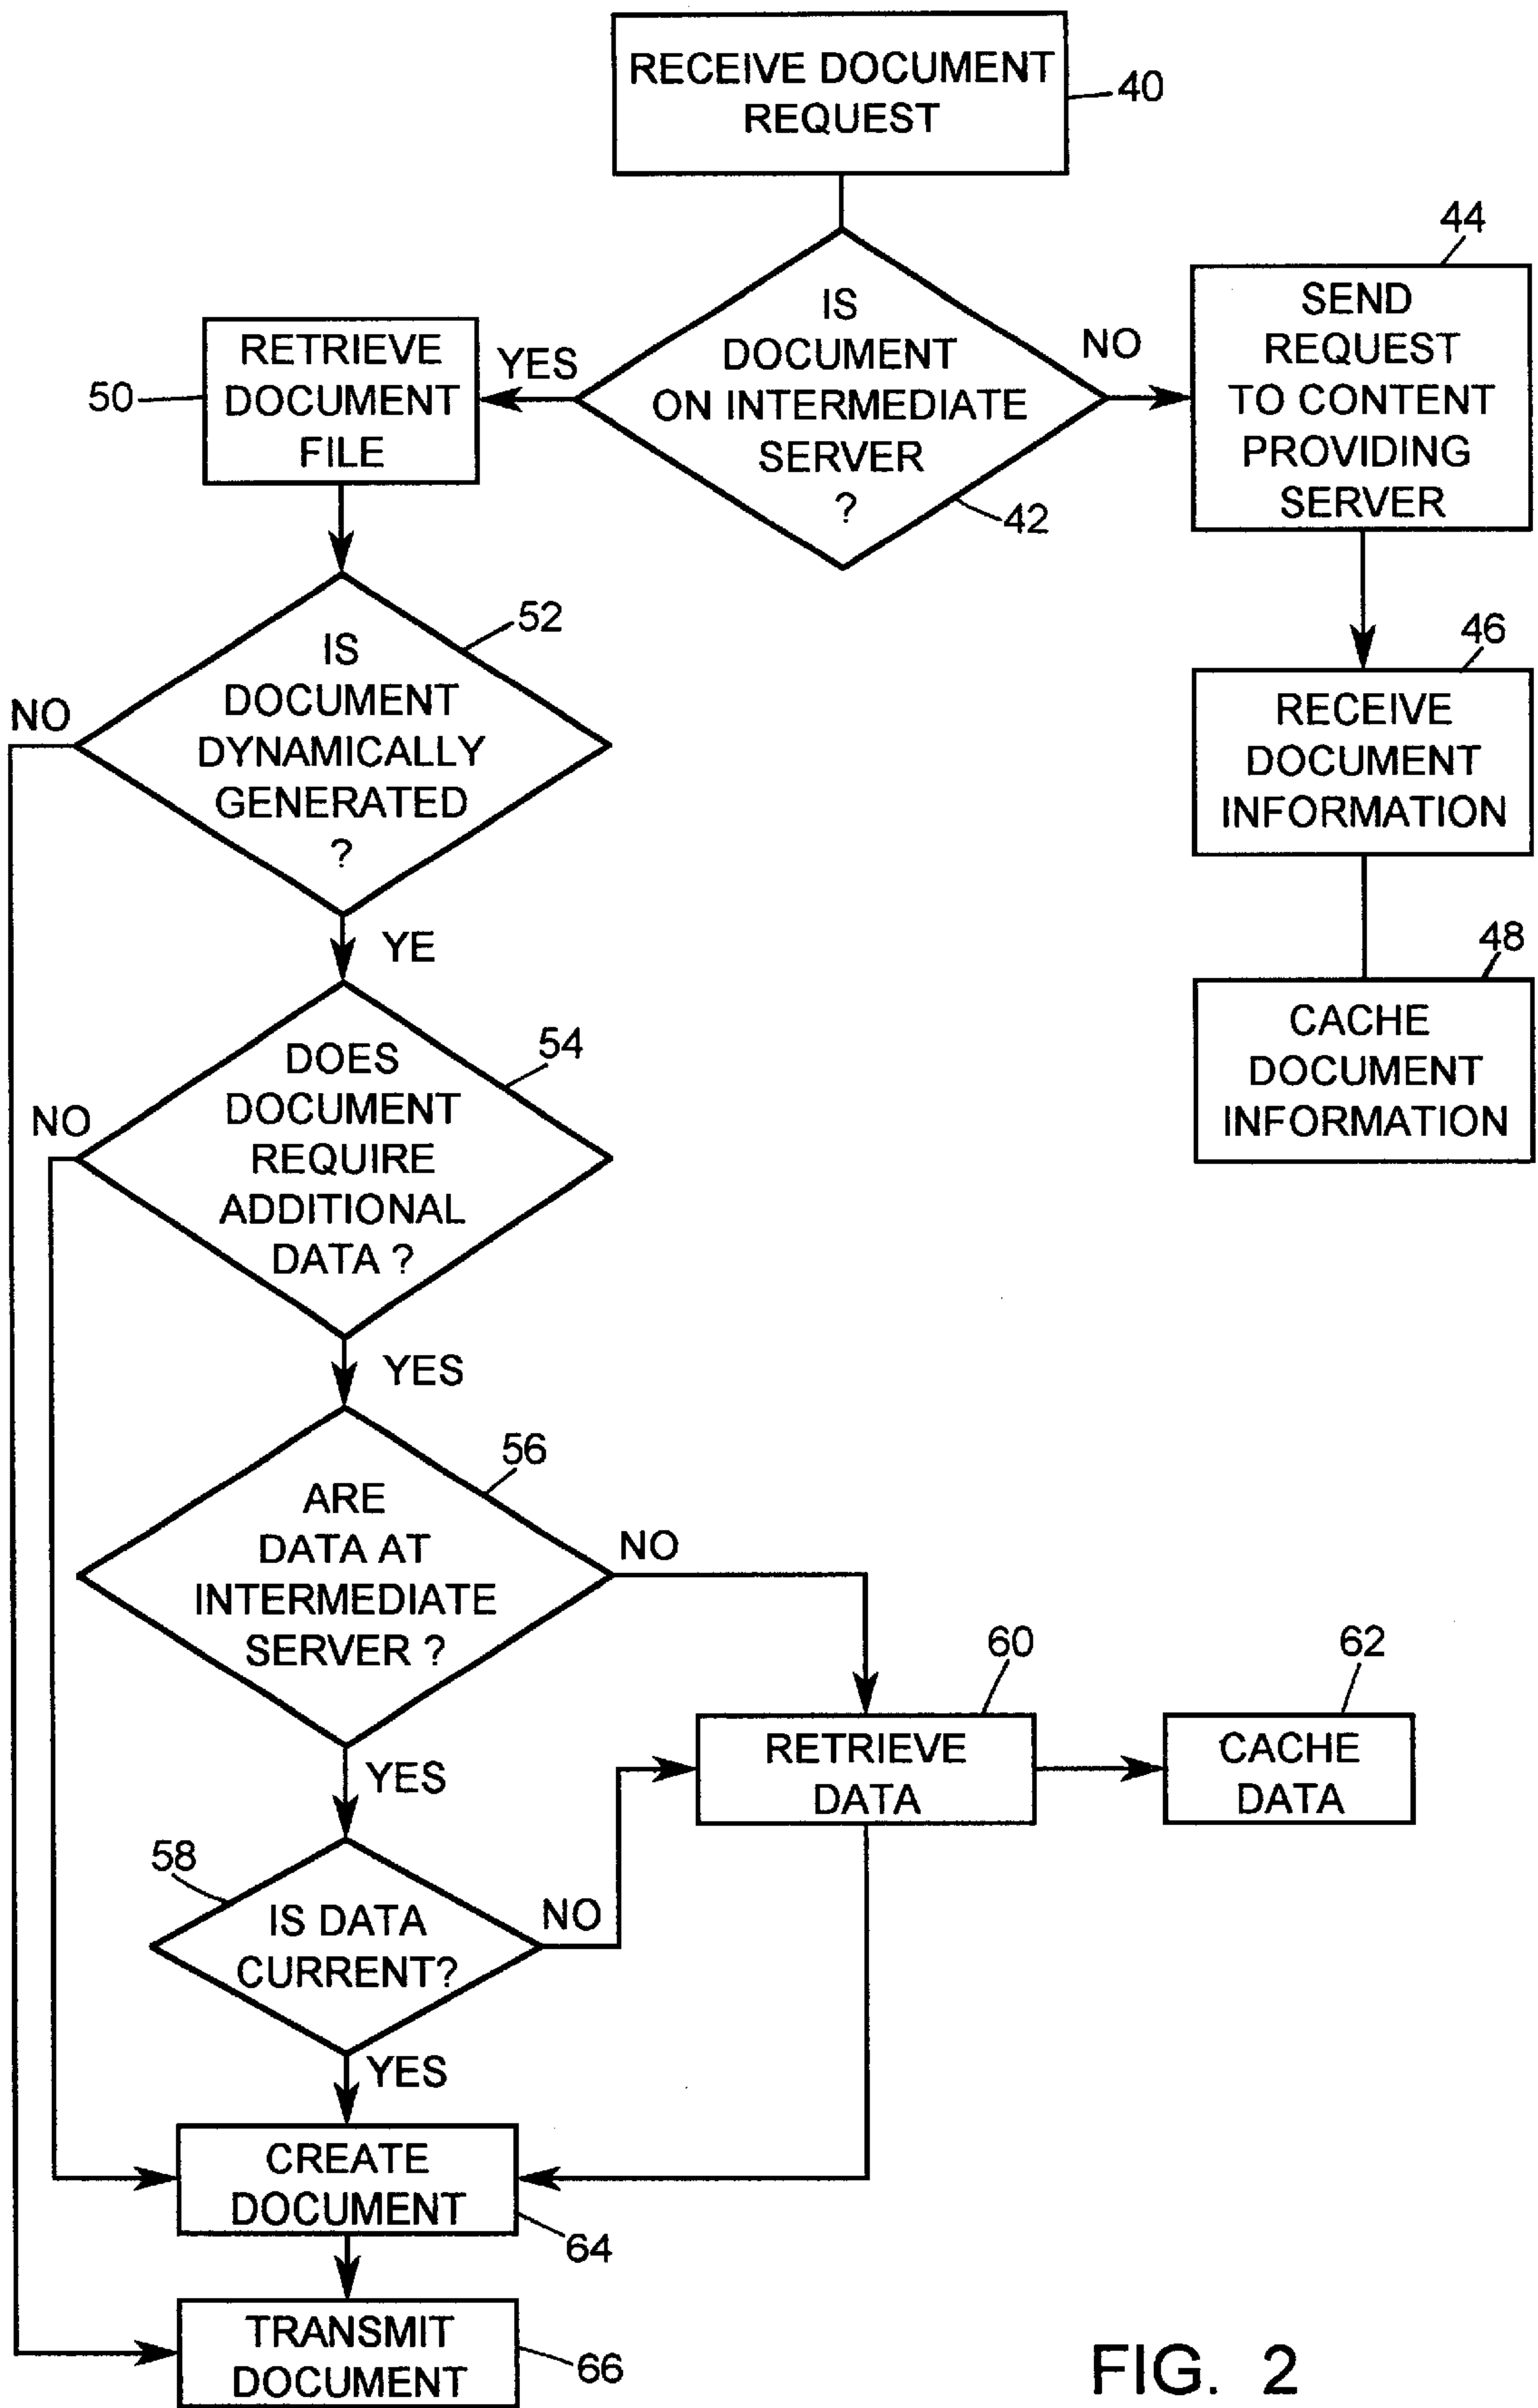 RECEIVE DOCUMENT
REQUEST
40
IS
DOCUMENT
ON INTERMEDIATE
SERVER
?
42
YES
NO
44
SEND
REQUEST
TO CONTENT
PROVIDING
SERVER
46
RECEIVE
DOCUMENT
INFORMATION
48
CACHE
DOCUMENT
INFORMATION
50
RETRIEVE
DOCUMENT
FILE
52
IS
DOCUMENT
DYNAMICALLY
GENERATED
?
NO
YE
54
DOES
DOCUMENT
REQUIRE
ADDITIONAL
DATA ?
NO
YES
56
ARE
DATA AT
INTERMEDIATE
SERVER ?
NO
YES
58
IS DATA
CURRENT?
NO
YES
60
RETRIEVE
DATA
62
CACHE
DATA
CREATE
DOCUMENT
64
TRANSMIT
DOCUMENT
66
FIG. 2